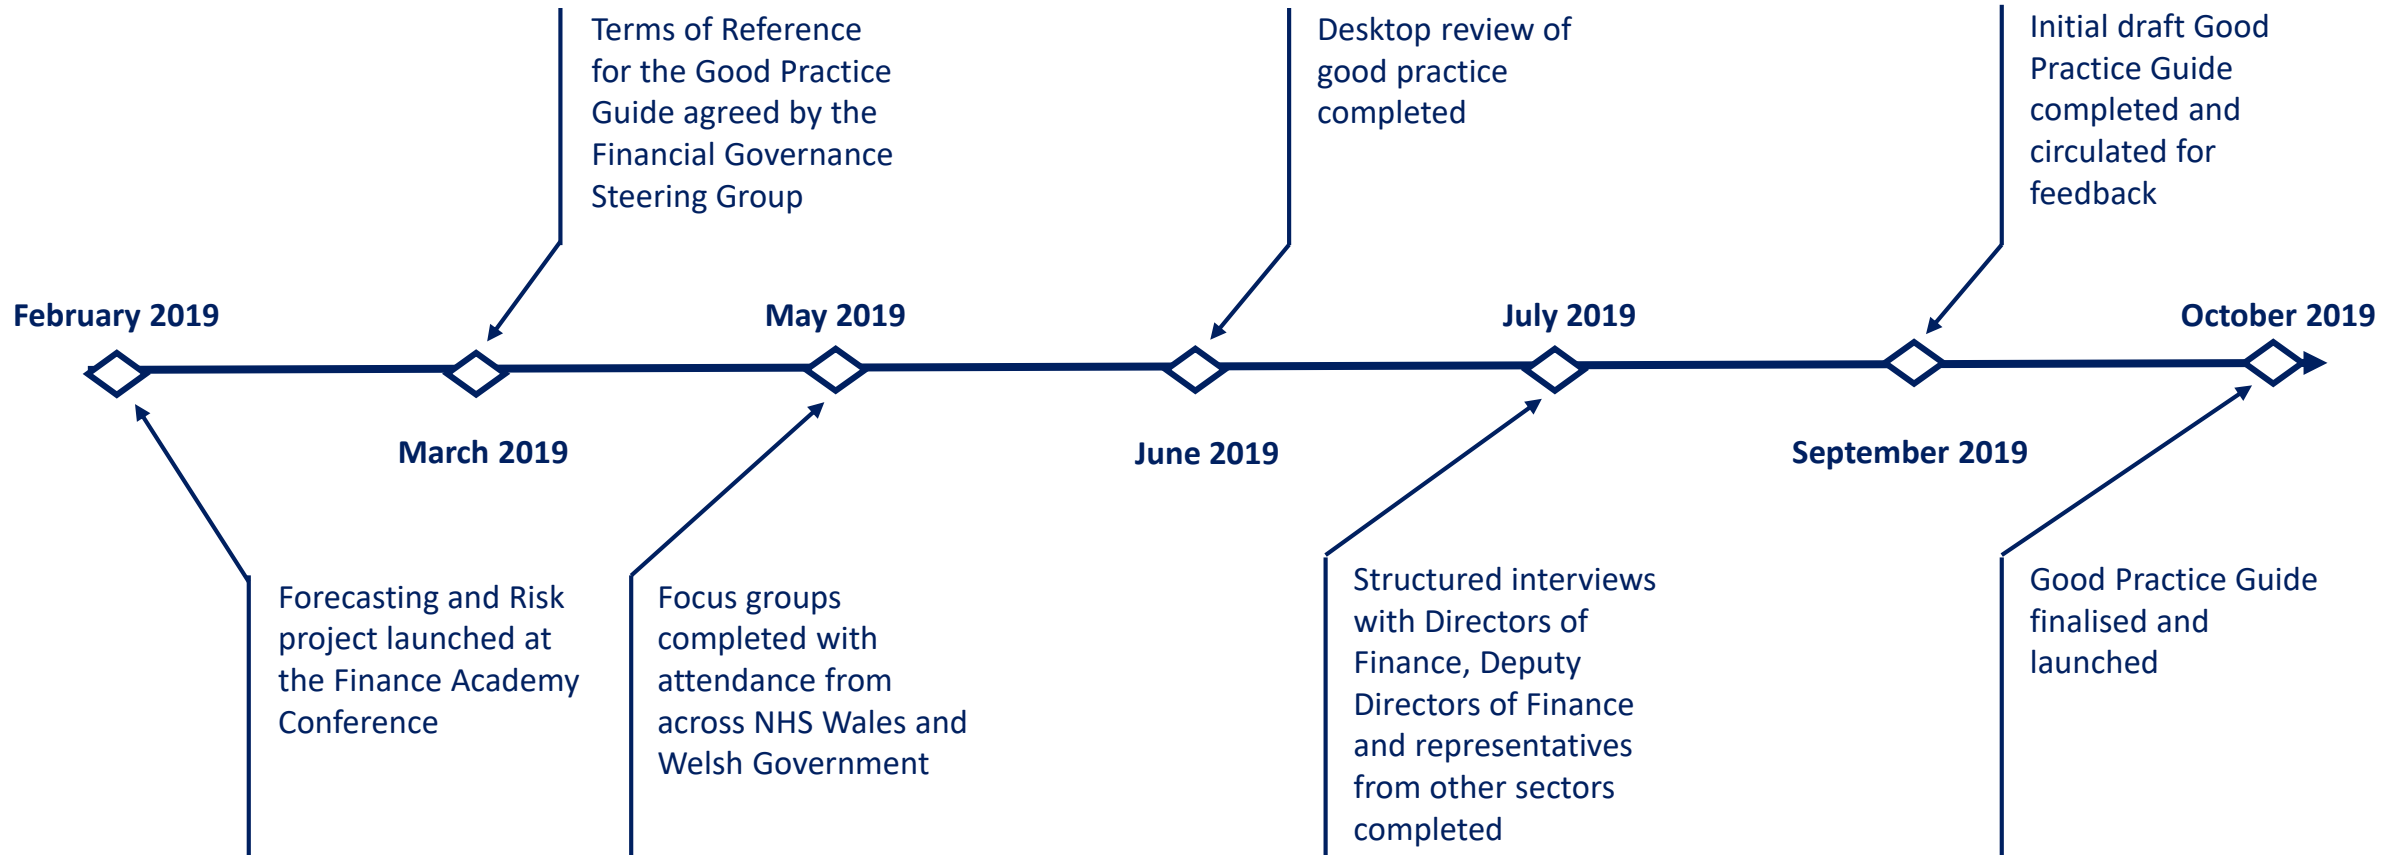 Terms of Reference
for the Good Practice
Guide agreed by the
Financial Governance
Steering Group
Desktop review of
good practice
completed
Initial draft Good
Practice Guide
completed and
circulated for
feedback
February 2019
May 2019
July 2019
October 2019
March 2019
June 2019
September 2019
Forecasting and Risk
project launched at
the Finance Academy
Conference
Focus groups
completed with
attendance from
across NHS Wales and
Welsh Government
Structured interviews
with Directors of
Finance, Deputy
Directors of Finance
and representatives
from other sectors
completed
Good Practice Guide
finalised and
launched